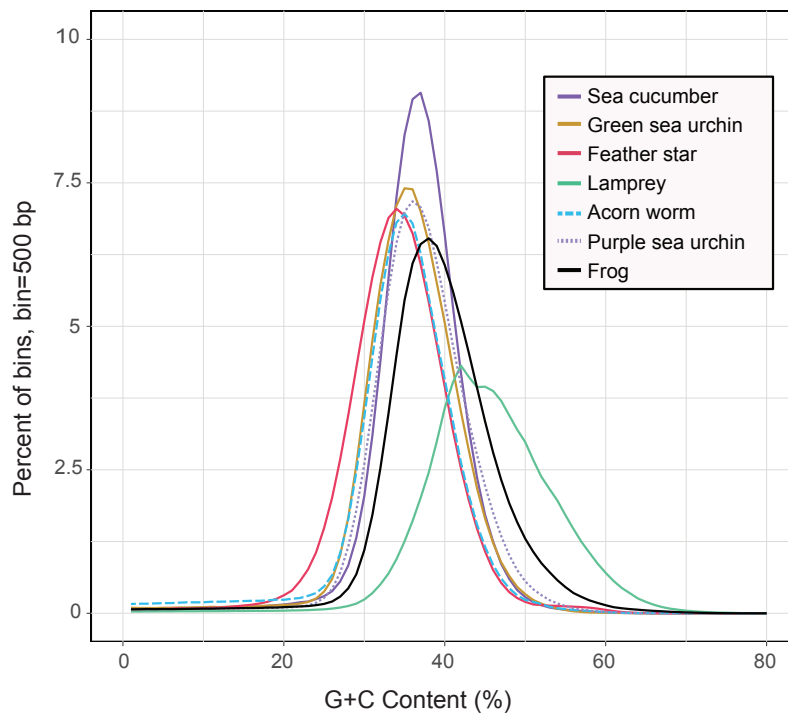 10
7.5
5
2.5
0
Percent of bins, bin=500 bp
Sea cucumber
Green sea urchin
Feather star
Lamprey
Acorn worm
Purple sea urchin
Frog
0 20 40 60 80
G+C Content (%)